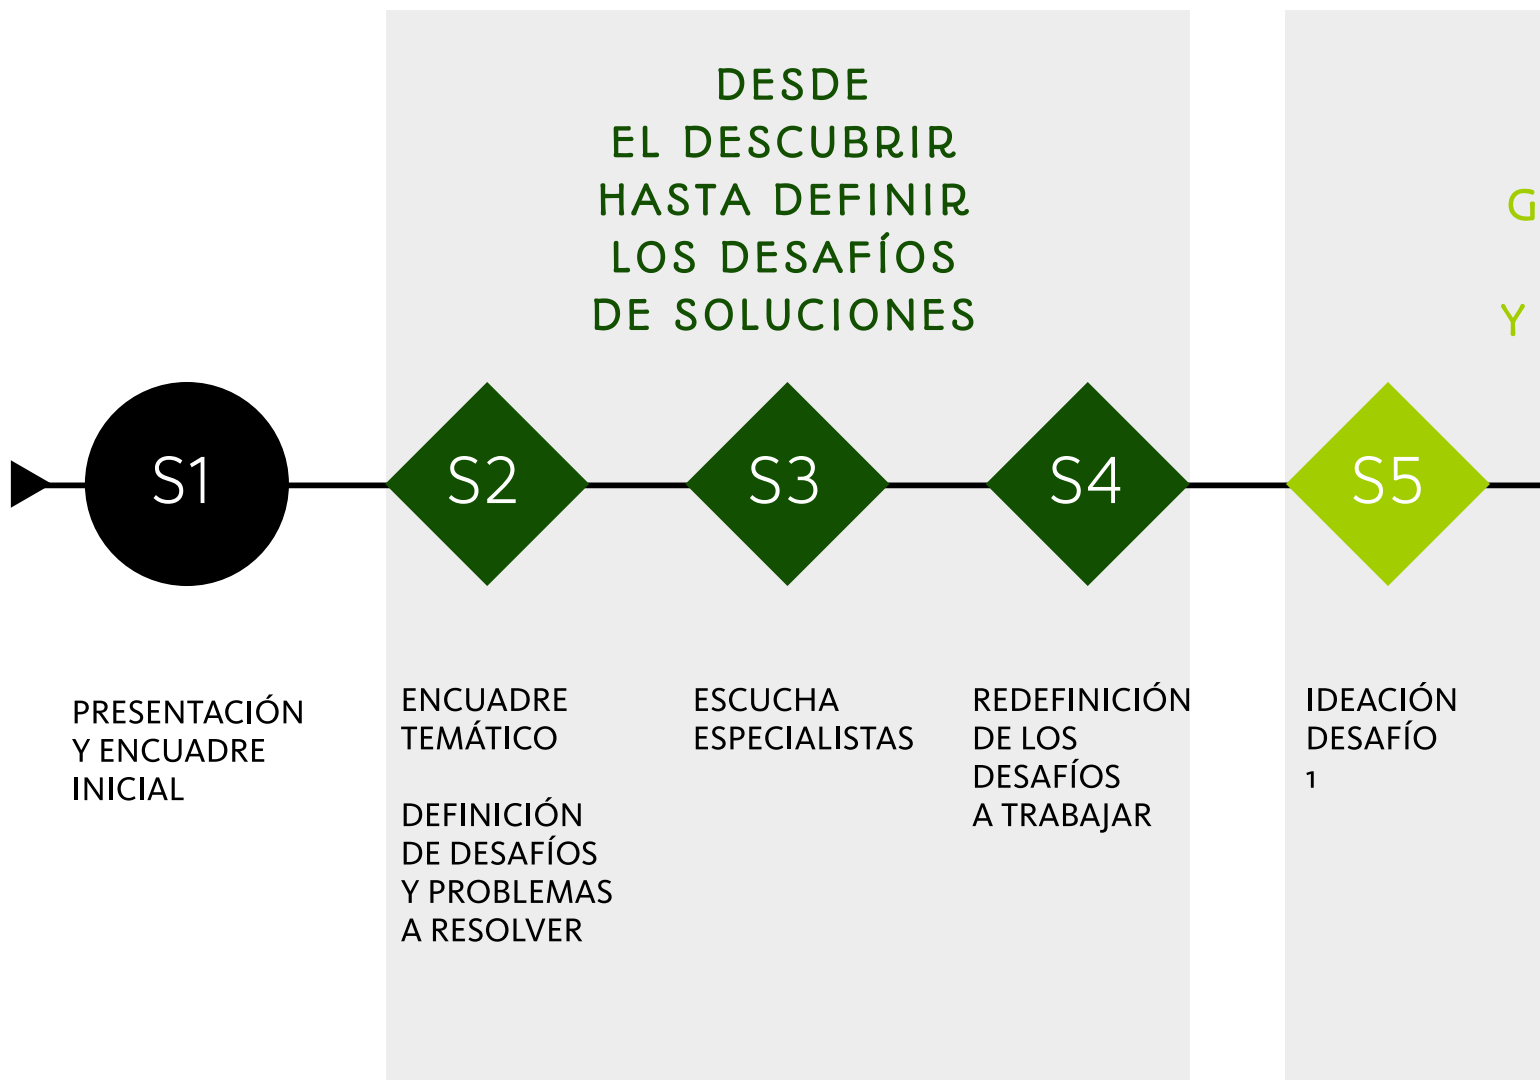 DESDE
EL DESCUBRIR
HASTA DEFINIR
LOS DESAFÍOS
DE SOLUCIONES
G
Y
S1
S2
S3
S4
S5
PRESENTACIÓN
Y ENCUADRE
INICIAL
ENCUADRE
TEMÁTICO
DEFINICIÓN
DE DESAFÍOS
Y PROBLEMAS
A RESOLVER
ESCUCHA
ESPECIALISTAS
REDEFINICIÓN
DE LOS
DESAFÍOS
A TRABAJAR
IDEACIÓN
DESAFÍO
1